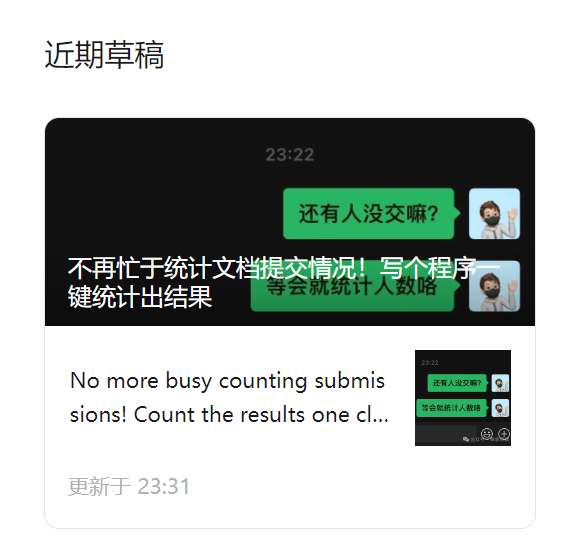 近期草稿
23:22
还有人没交嘛?
等会就统计人数咯
不再忙于统计文档提交情况！写个程序一
键统计出结果
No more busy counting submis
sions! Count the results one cl...
23:22
还有人没交嘛?
等会就统计人数咯
更新于 23:31